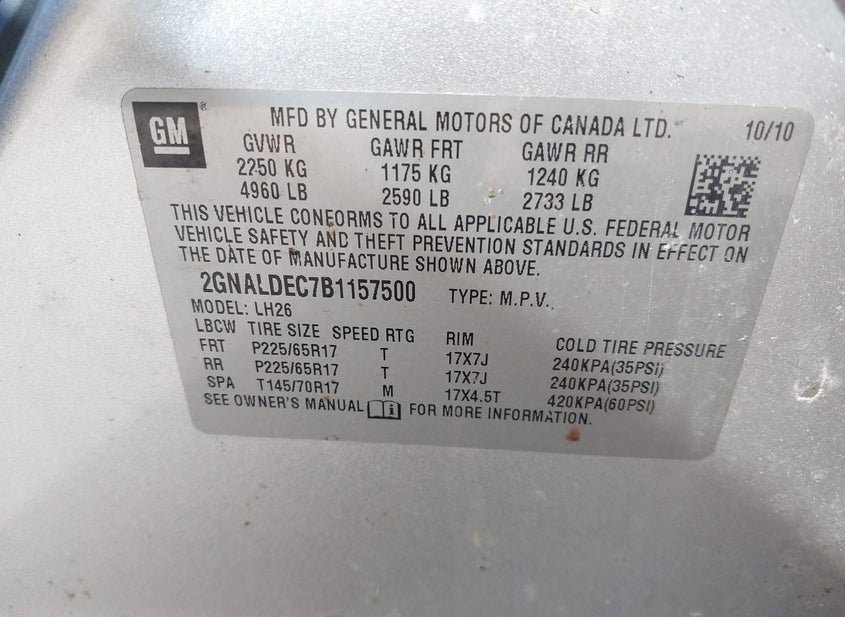 GM ® MFD BY GENERAL MOTORS OF CANADA LTD. 10/10
GVWR GAWR FRT GAWR RR
2250 KG 1175 KG 1240 KG
4960 LB 2590 LB 2733 LB
THIS VEHICLE CONFORMS TO ALL APPLICABLE U.S. FEDERAL MOTOR
VEHICLE SAFETY AND THEFT PREVENTION STANDARDS IN EFFECT ON
THE DATE OF MANUFACTURE SHOWN ABOVE.
2GNALDEC7B1157500 TYPE: M.P.V.
MODEL: LH26
LBCW TIRE SIZE SPEED RTG RIM COLD TIRE PRESSURE
FRT P225/65R17 T 17X7J 240KPA(35PSI)
RR P225/65R17 T 17X7J 240KPA(35PSI)
SPA T145/70R17 M 17X4.5T 420KPA(60PSI)
SEE OWNER'S MANUAL i FOR MORE INFORMATION.